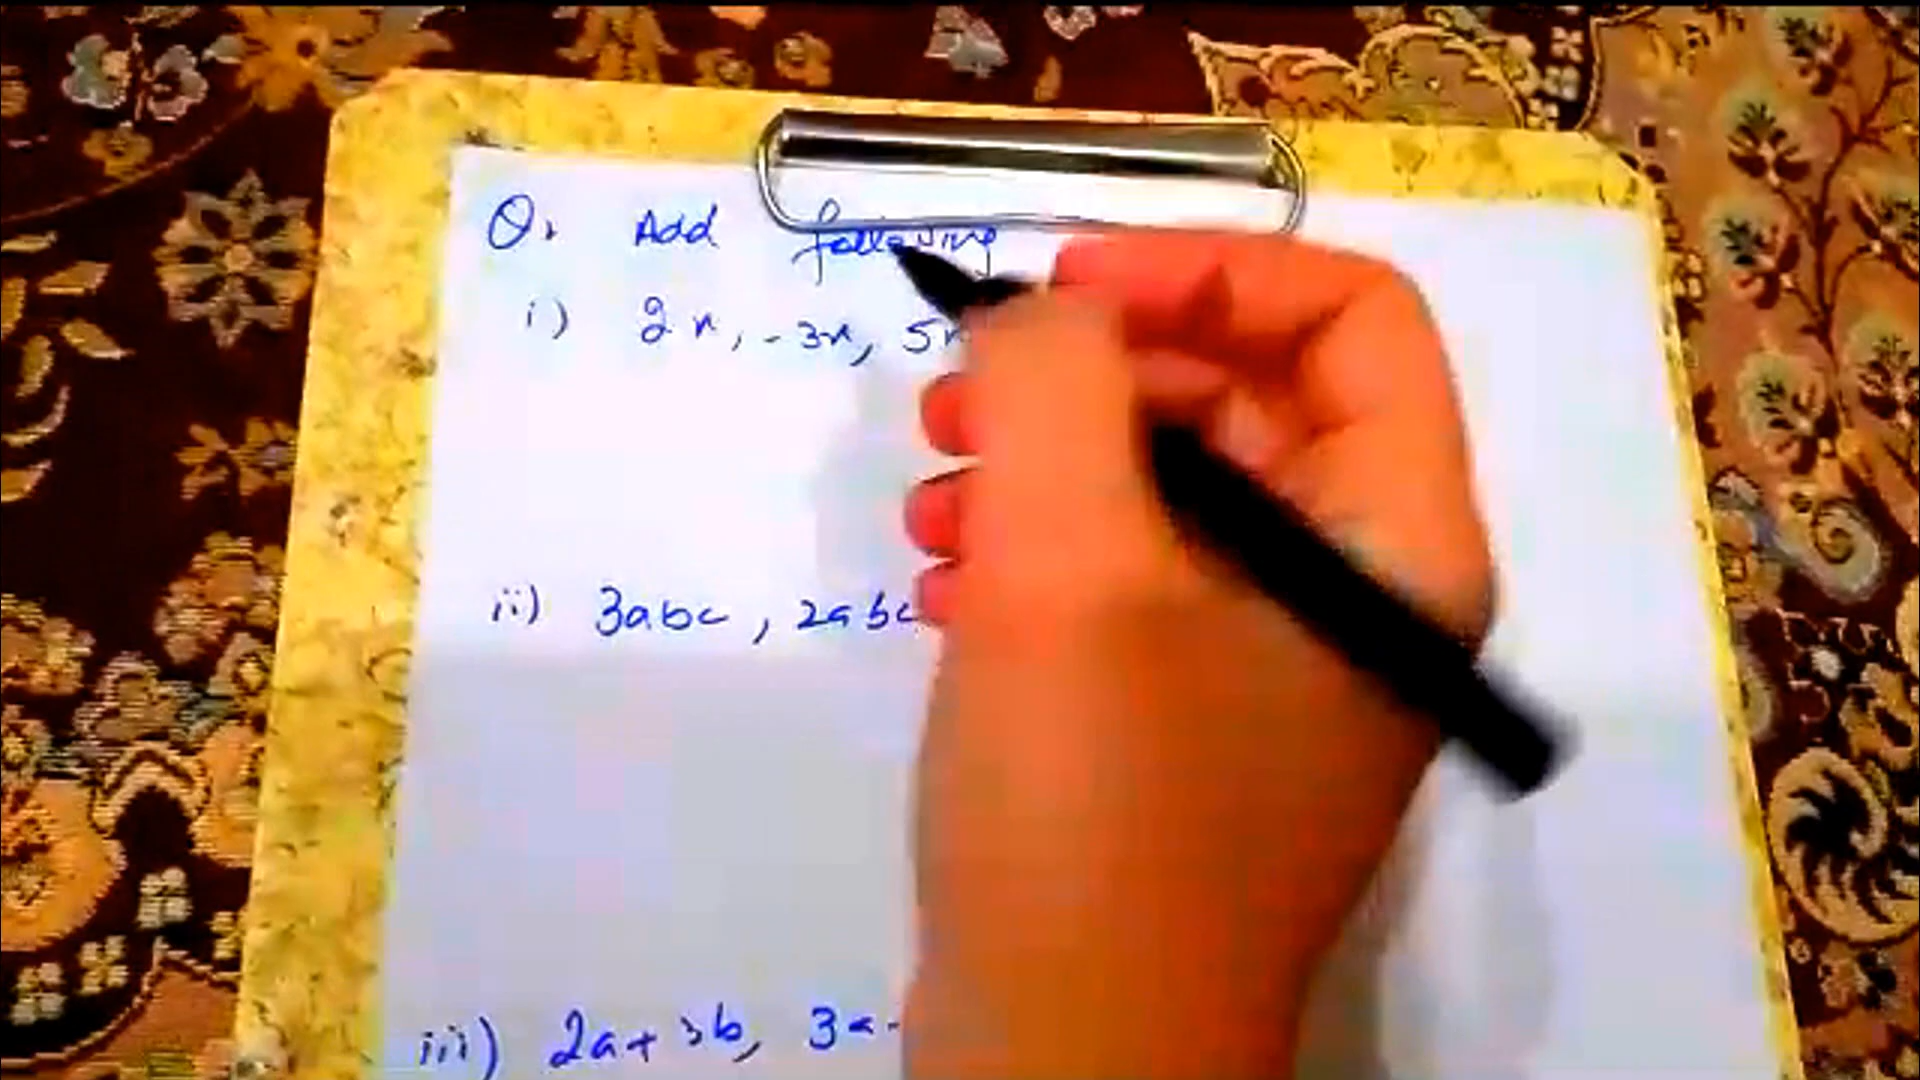 Q. Add following
i) 2x, -3x, 5x
ii) 3abc, 2abc
iii) 2a+3b, 3a-